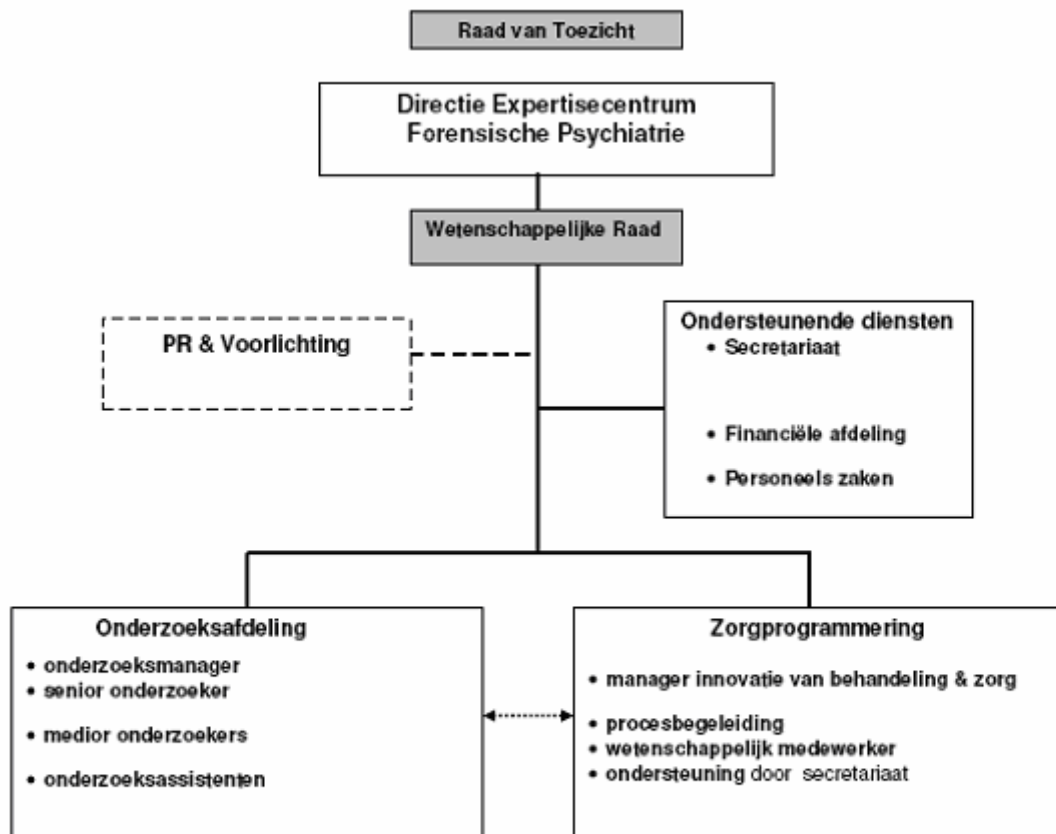 Raad van Toezicht
Directie Expertisecentrum
Forensische Psychiatrie
Wetenschappelijke Raad
PR & Voorlichting
Ondersteunende diensten
• Secretariaat
• Financiële afdeling
• Personeels zaken
Onderzoeksafdeling
• onderzoeksmanager
• senior onderzoeker
• medior onderzoekers
• onderzoeksassistenten
Zorgprogrammering
• manager innovatie van behandeling & zorg
• procesbegeleiding
• wetenschappelijk medewerker
• ondersteuning door secretariaat